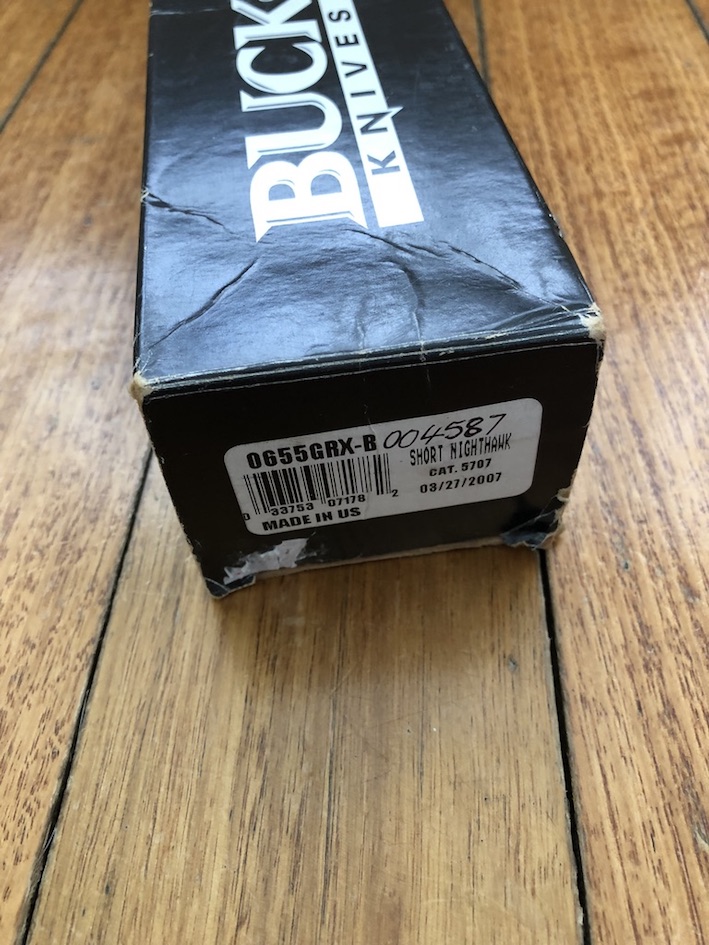 BUCK
KNIVES
0655GRX-B 004587
SHORT NIGHTHAWK
CAT. 5707
0 33753 07178 2
03/27/2007
MADE IN US